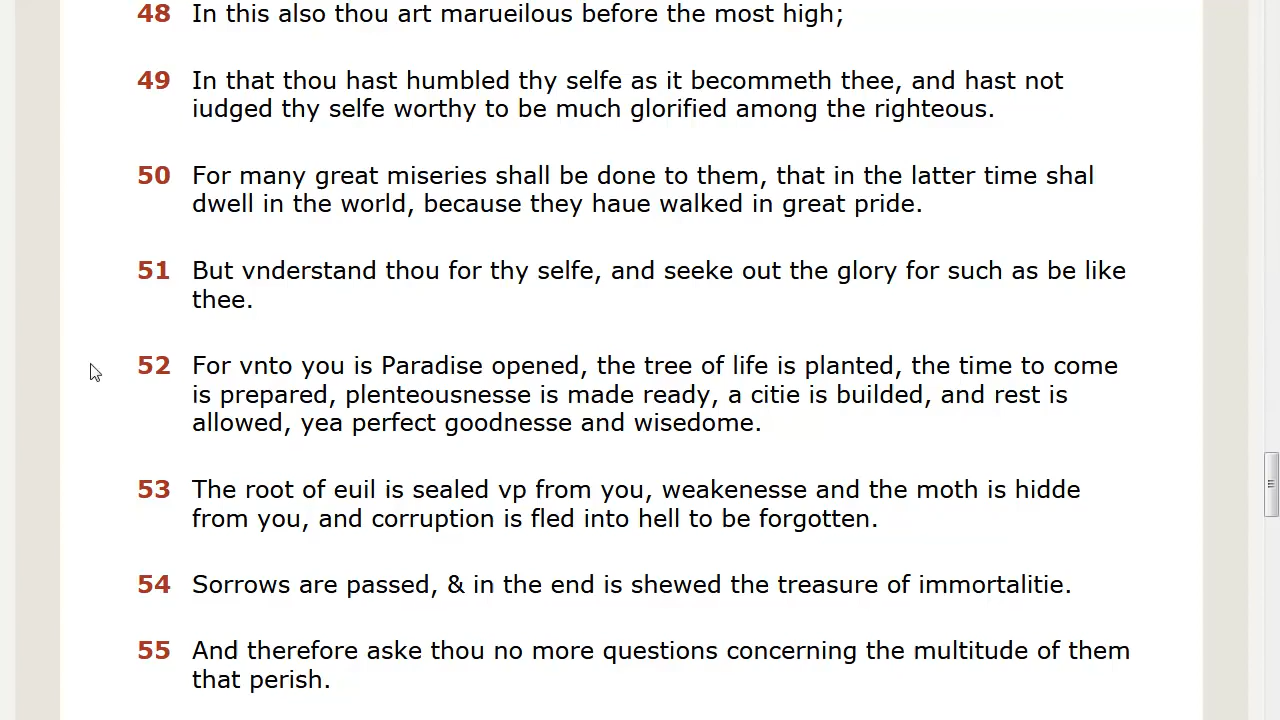 48 In this also thou art marueilous before the most high;
49 In that thou hast humbled thy selfe as it becommeth thee, and hast not
iudged thy selfe worthy to be much glorified among the righteous.
50 For many great miseries shall be done to them, that in the latter time shal
dwell in the world, because they haue walked in great pride.
51 But vnderstand thou for thy selfe, and seeke out the glory for such as be like
thee.
52 For vnto you is Paradise opened, the tree of life is planted, the time to come
is prepared, plenteousnesse is made ready, a citie is builded, and rest is
allowed, yea perfect goodnesse and wisedome.
53 The root of euil is sealed vp from you, weakenesse and the moth is hidde
from you, and corruption is fled into hell to be forgotten.
54 Sorrows are passed, & in the end is shewed the treasure of immortalitie.
55 And therefore aske thou no more questions concerning the multitude of them
that perish.